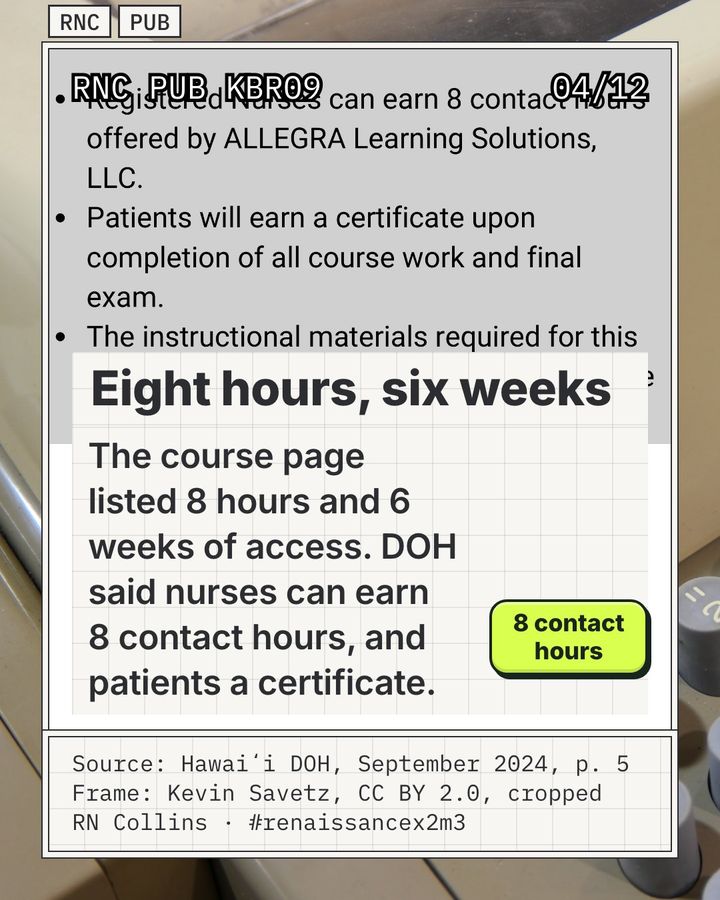 RNC PUB
RNC PUB KBR09 04/12
• Registered Nurses can earn 8 contact hours
offered by ALLEGRA Learning Solutions,
LLC.
• Patients will earn a certificate upon
completion of all course work and final
exam.
• The instructional materials required for this
Eight hours, six weeks
The course page
listed 8 hours and 6
weeks of access. DOH
said nurses can earn
8 contact hours, and
patients a certificate.
8 contact
hours
Source: Hawaiʻi DOH, September 2024, p. 5
Frame: Kevin Savetz, CC BY 2.0, cropped
RN Collins · #renaissancex2m3